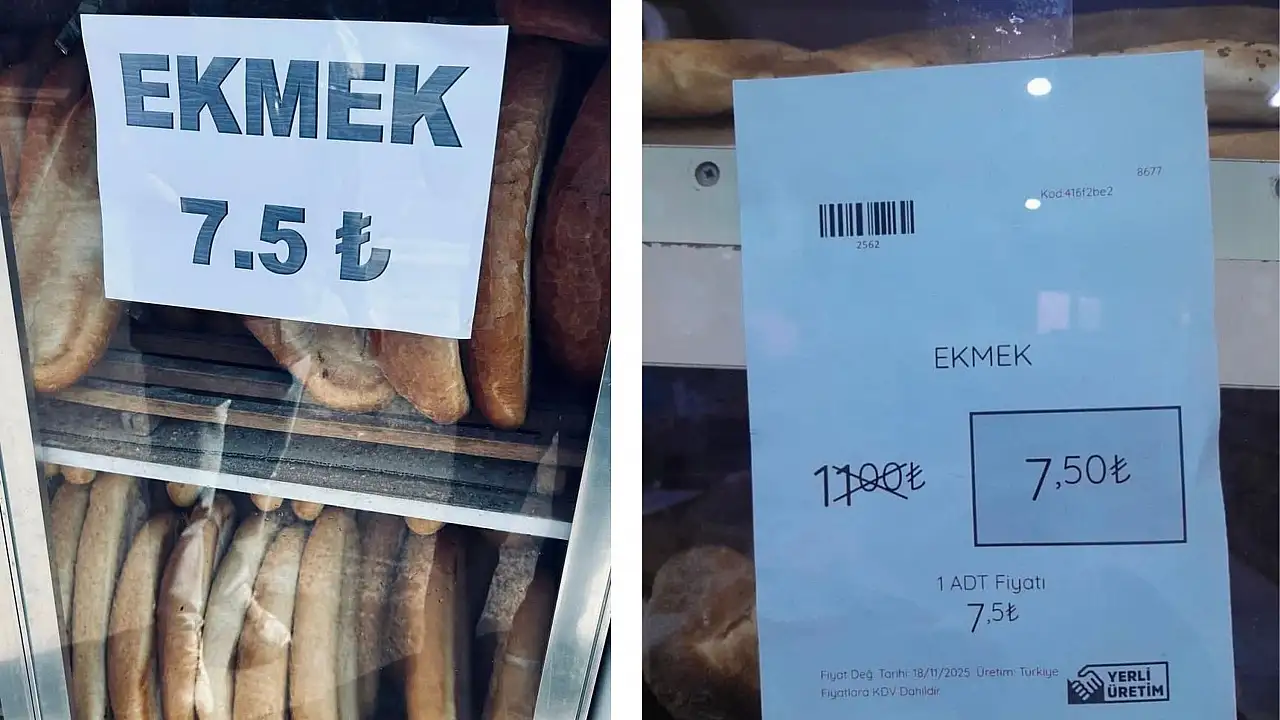 EKMEK
7.5 ₺
8677
Kod:416f2be2
2562
EKMEK
1100₺
7,50₺
1 ADT Fiyatı
7,5₺
Fiyat Değ. Tarihi: 18/11/2025 Üretim: Türkiye
Fiyatlara KDV Dahildir
YERLİ
ÜRETİM